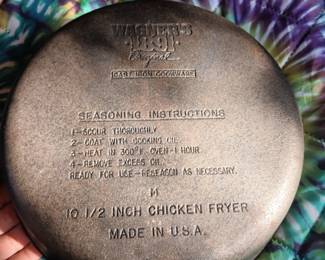 WAGNER'S
1891
Original
CAST IRON COOKWARE
SEASONING INSTRUCTIONS
1-SCOUR THOROUGHLY
2-COAT WITH COOKING OIL.
3-HEAT IN 300°F. OVEN-1 HOUR.
4-REMOVE EXCESS OIL.
READY FOR USE-RESEASON AS NECESSARY.
10 1/2 INCH CHICKEN FRYER
MADE IN U.S.A.